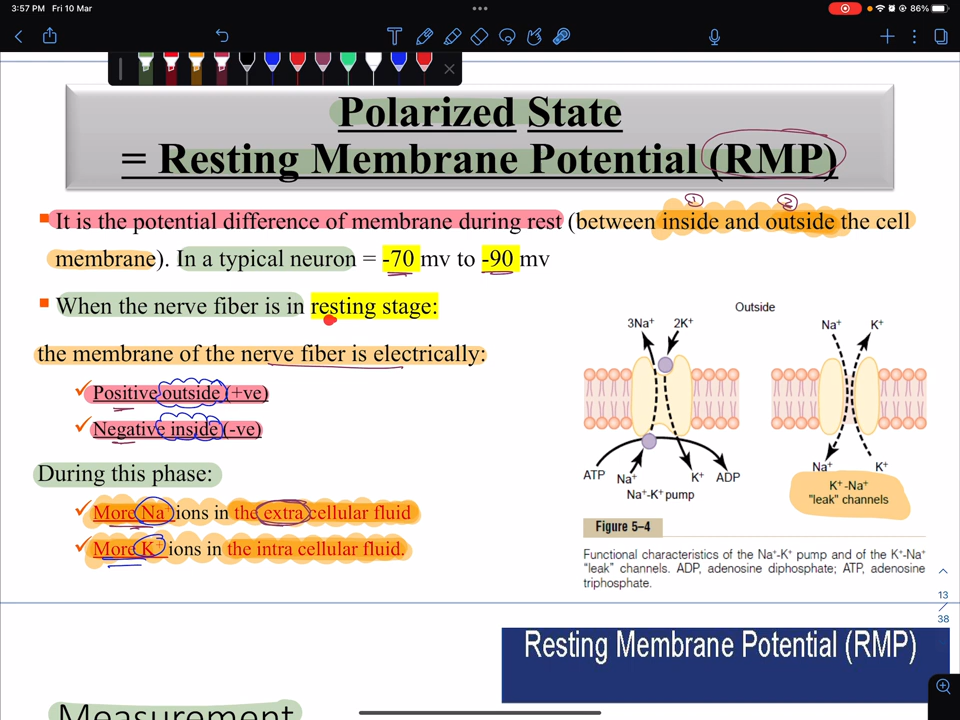 3:57 PM Fri 10 Mar
86%
Polarized State
= Resting Membrane Potential (RMP)
It is the potential difference of membrane during rest (between inside and outside the cell
1 2
membrane). In a typical neuron = -70 mv to -90 mv
When the nerve fiber is in resting stage:
the membrane of the nerve fiber is electrically:
Positive outside (+ve)
Negative inside (-ve)
During this phase:
More Na⁺ ions in the extra cellular fluid
More K⁺ ions in the intra cellular fluid.
Outside
3Na⁺ 2K⁺
Na⁺ K⁺
ATP Na⁺ K⁺ ADP
Na⁺-K⁺ pump
Na⁺ K⁺
K⁺-Na⁺
"leak" channels
Figure 5–4
Functional characteristics of the Na⁺-K⁺ pump and of the K⁺-Na⁺
"leak" channels. ADP, adenosine diphosphate; ATP, adenosine
triphosphate.
13
/
38
Resting Membrane Potential (RMP)
Measurement